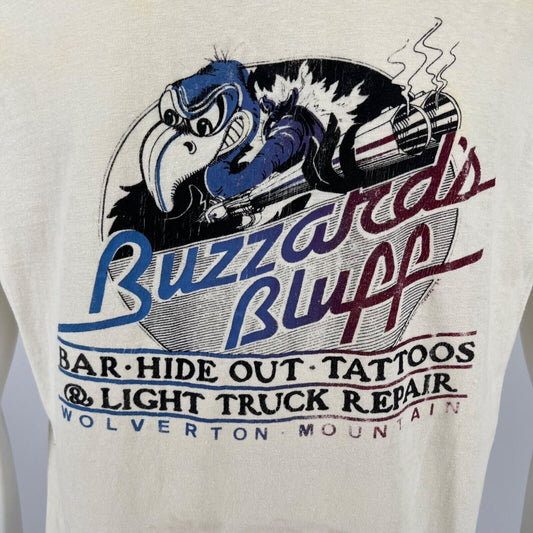 Buzzard's
Bluff
BAR · HIDE OUT · TATTOOS
& LIGHT TRUCK REPAIR
WOLVERTON · MOUNTAIN